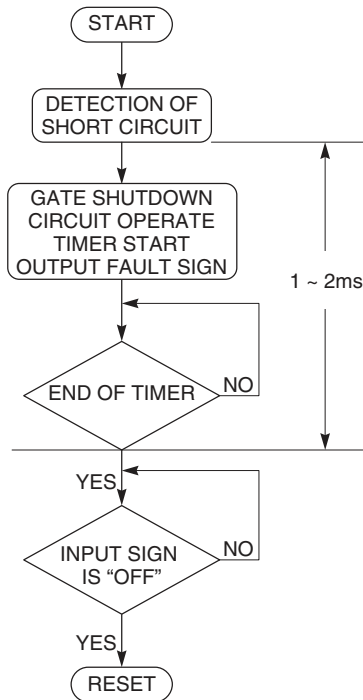 START
DETECTION OF
SHORT CIRCUIT
GATE SHUTDOWN
CIRCUIT OPERATE
TIMER START
OUTPUT FAULT SIGN
1 ~ 2ms
END OF TIMER
NO
YES
INPUT SIGN
IS “OFF”
NO
YES
RESET